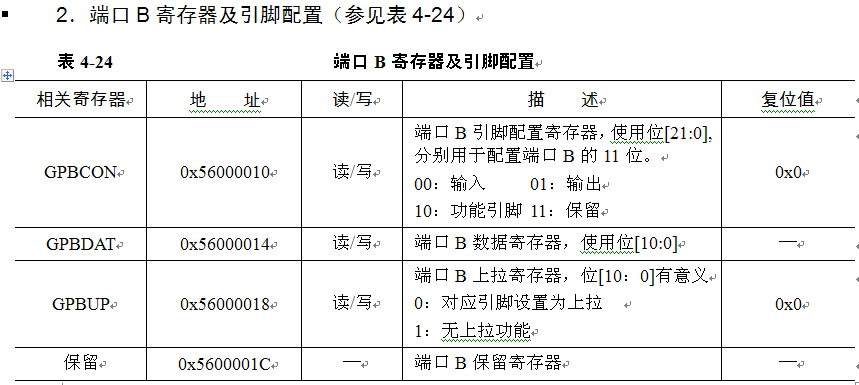 2．端口 B 寄存器及引脚配置（参见表 4-24）
表 4-24 端口 B 寄存器及引脚配置
相关寄存器 地 址 读/写 描 述 复位值
GPBCON 0x56000010 读/写 端口 B 引脚配置寄存器，使用位[21:0],
分别用于配置端口 B 的 11 位。
00：输入 01：输出
10：功能引脚 11：保留 0x0
GPBDAT 0x56000014 读/写 端口 B 数据寄存器，使用位[10:0] —
GPBUP 0x56000018 读/写 端口 B 上拉寄存器，位[10：0]有意义
0：对应引脚设置为上拉
1：无上拉功能 0x0
保留 0x5600001C — 端口 B 保留寄存器 —